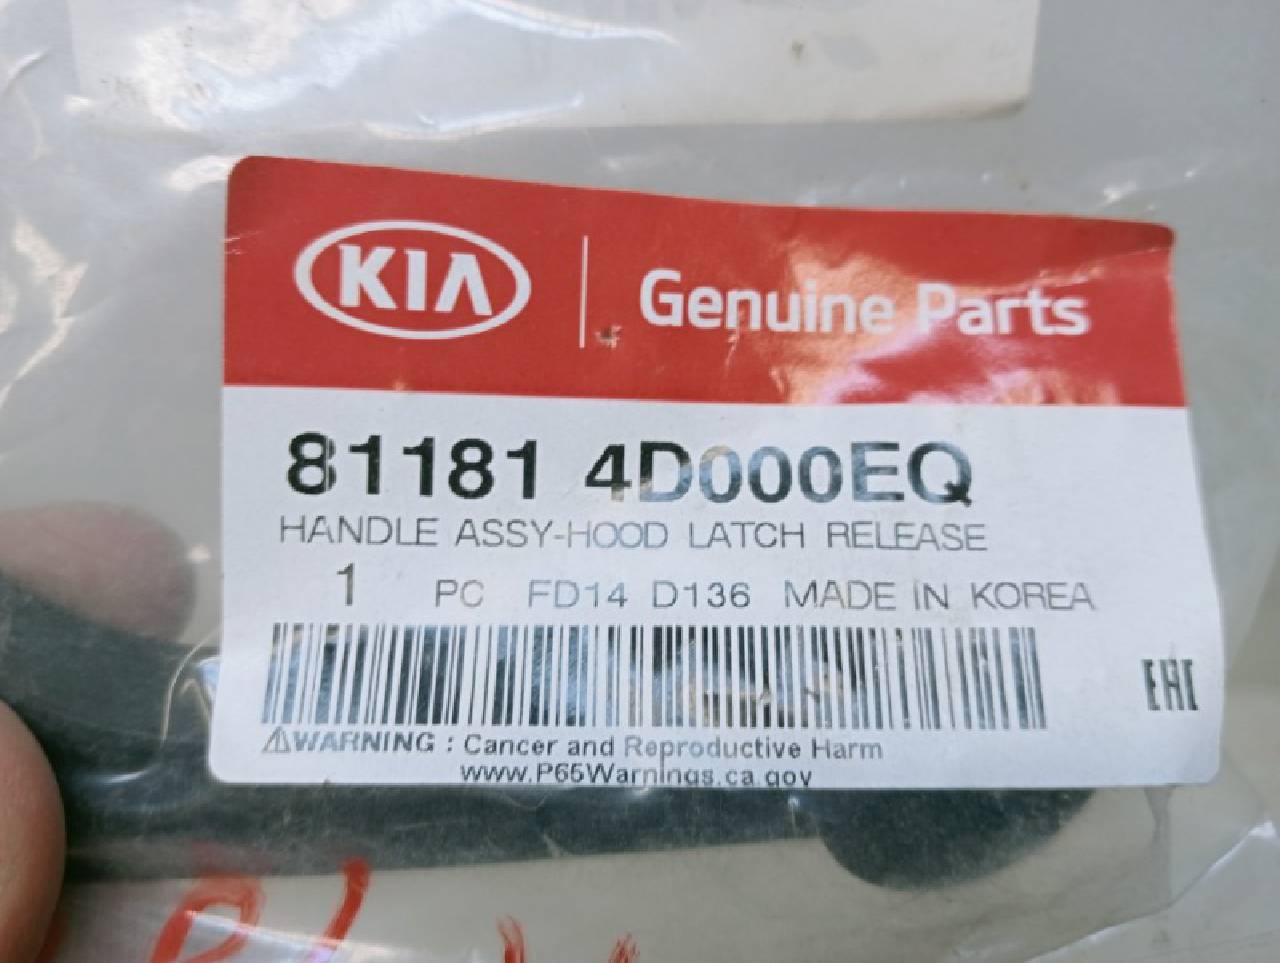 KIA Genuine Parts
81181 4D000EQ
HANDLE ASSY-HOOD LATCH RELEASE
1 PC FD14 D136 MADE IN KOREA
EAC
⚠WARNING : Cancer and Reproductive Harm
www.P65Warnings.ca.gov